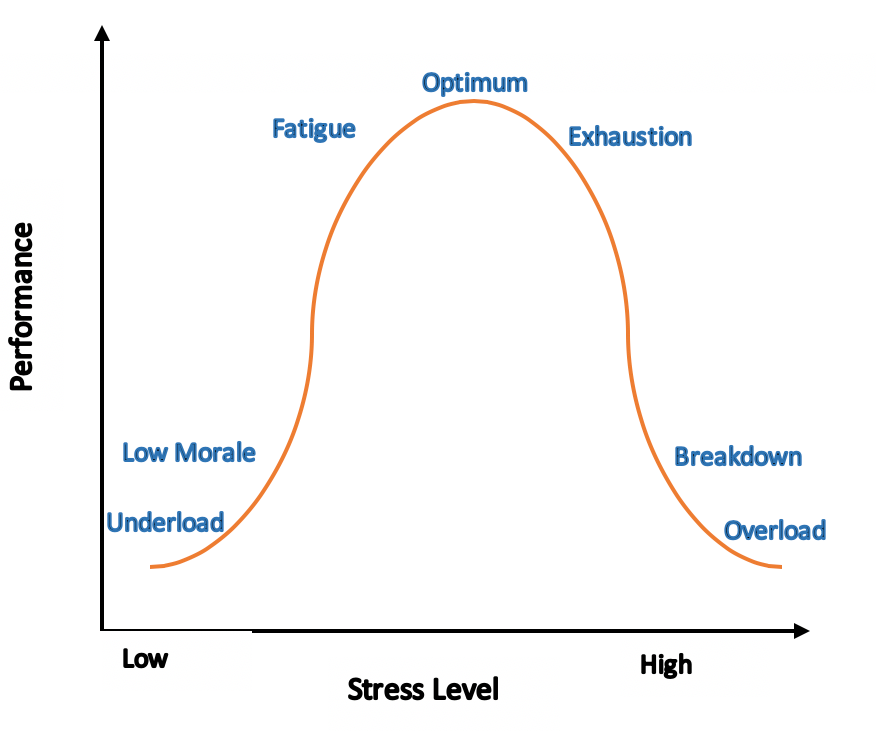 Optimum
Fatigue
Exhaustion
Performance
Low Morale
Breakdown
Underload
Overload
Low
High
Stress Level